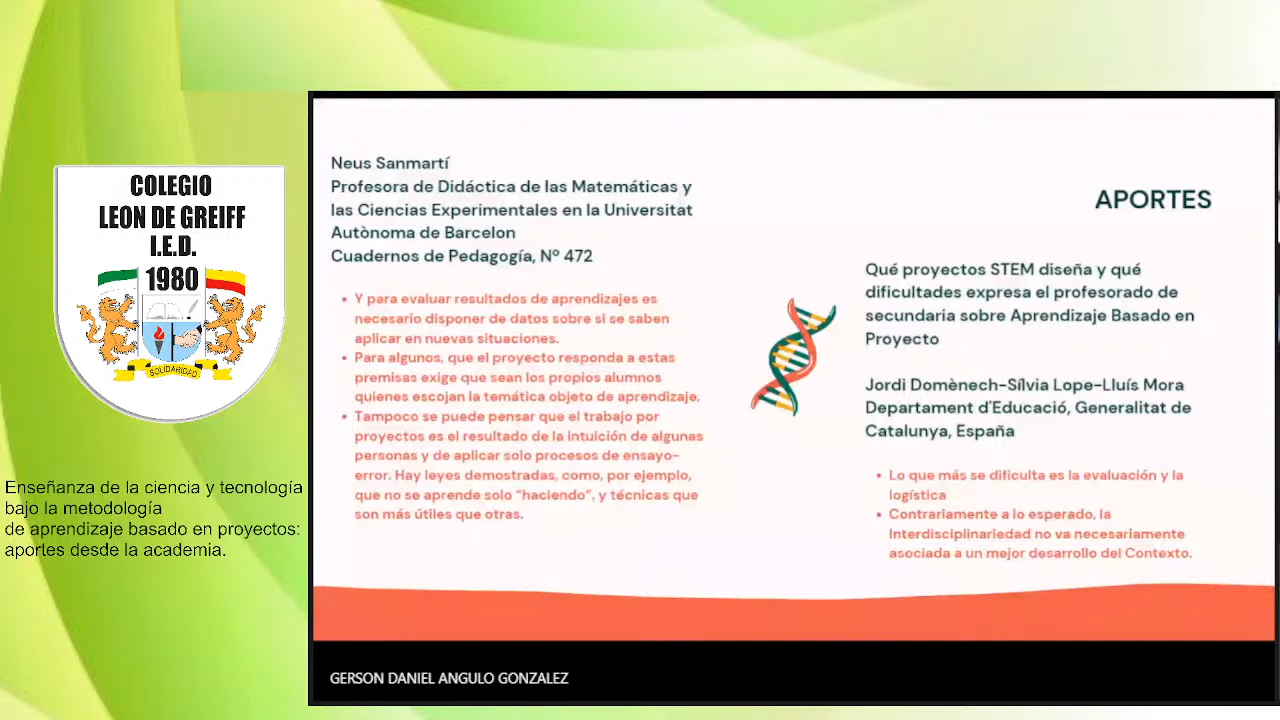 COLEGIO
LEON DE GREIFF
I.E.D.
1980
SOLIDARIDAD
Enseñanza de la ciencia y tecnología
bajo la metodología
de aprendizaje basado en proyectos:
aportes desde la academia.
Neus Sanmartí
Profesora de Didáctica de las Matemáticas y
las Ciencias Experimentales en la Universitat
Autònoma de Barcelon
Cuadernos de Pedagogía, Nº 472
• Y para evaluar resultados de aprendizajes es
necesario disponer de datos sobre si se saben
aplicar en nuevas situaciones.
• Para algunos, que el proyecto responda a estas
premisas exige que sean los propios alumnos
quienes escojan la temática objeto de aprendizaje.
• Tampoco se puede pensar que el trabajo por
proyectos es el resultado de la intuición de algunas
personas y de aplicar solo procesos de ensayo-
error. Hay leyes demostradas, como, por ejemplo,
que no se aprende solo “haciendo”, y técnicas que
son más útiles que otras.
APORTES
Qué proyectos STEM diseña y qué
dificultades expresa el profesorado de
secundaria sobre Aprendizaje Basado en
Proyecto
Jordi Domènech-Sílvia Lope-Lluís Mora
Departament d'Educació, Generalitat de
Catalunya, España
• Lo que más se dificulta es la evaluación y la
logística
• Contrariamente a lo esperado, la
Interdisciplinariedad no va necesariamente
asociada a un mejor desarrollo del Contexto.
GERSON DANIEL ANGULO GONZALEZ